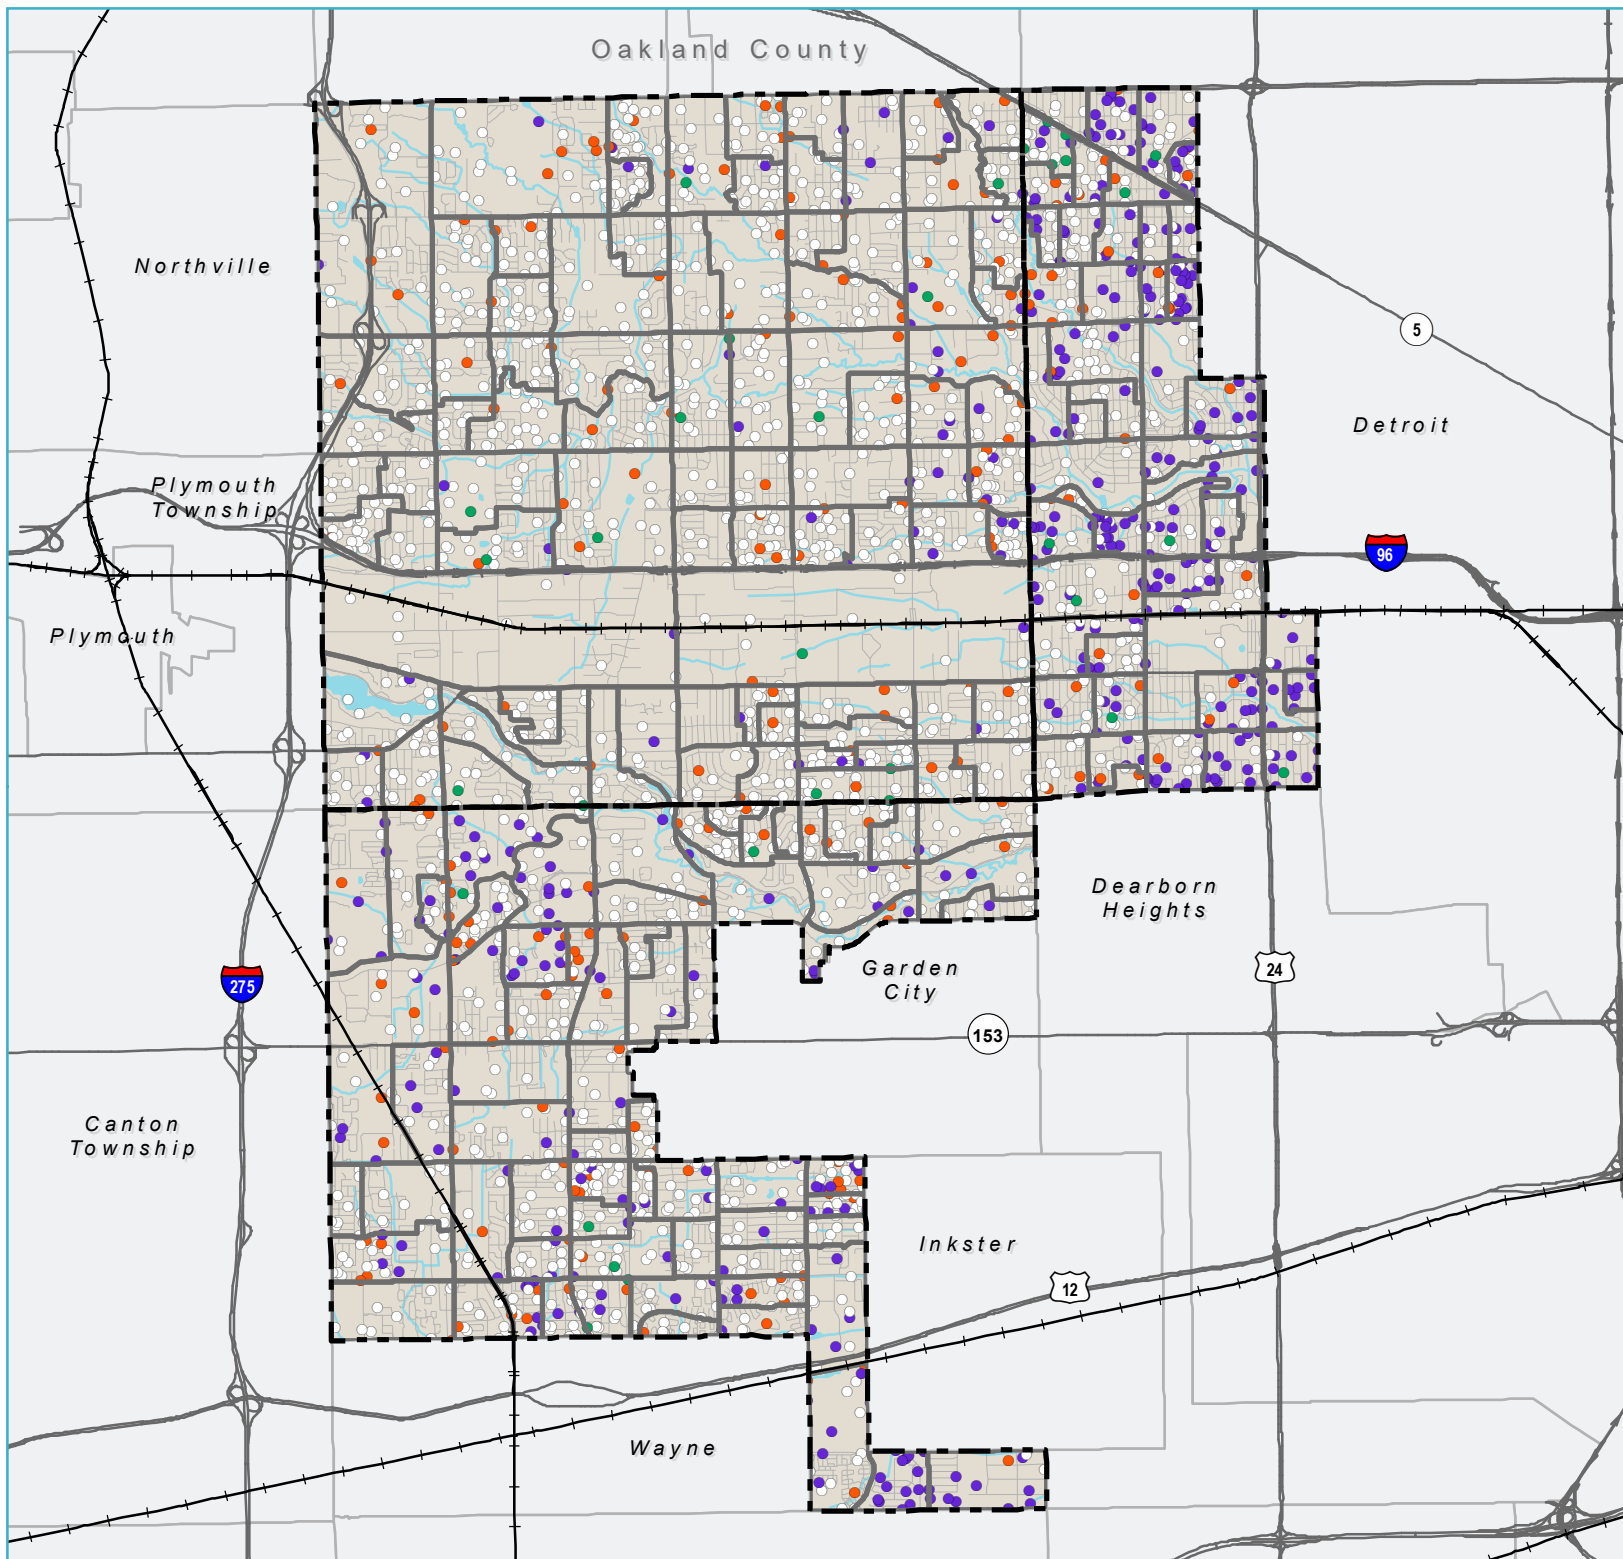 Oakland County
Northville
5
Detroit
Plymouth
Township
96
Plymouth
Dearborn
Heights
Garden
City
24
275
153
Canton
Township
Inkster
12
Wayne